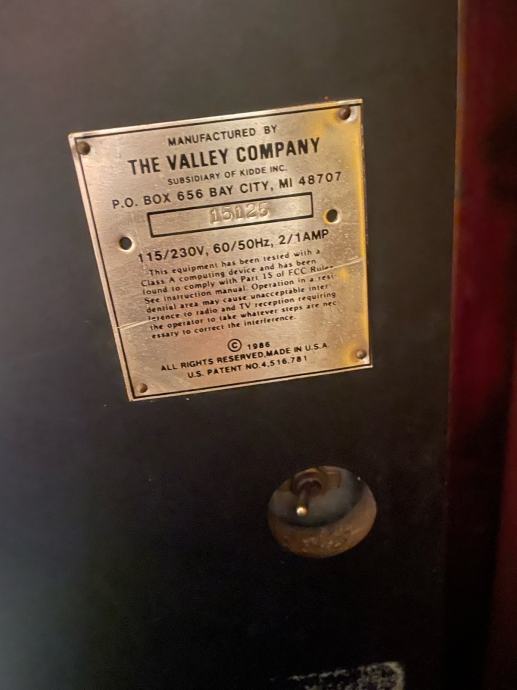 MANUFACTURED BY
THE VALLEY COMPANY
SUBSIDIARY OF KIDDE INC.
P.O. BOX 656 BAY CITY, MI 48707
15125
115/230V, 60/50Hz, 2/1AMP
This equipment has been tested with a
Class A computing device and has been
found to comply with Part 15 of FCC Rules.
See instruction manual. Operation in a resi-
dential area may cause unacceptable inter-
ference to radio and TV reception requiring
the operator to take whatever steps are nec
essary to correct the interference.
© 1986
ALL RIGHTS RESERVED, MADE IN U.S.A.
U.S. PATENT NO. 4,516,781